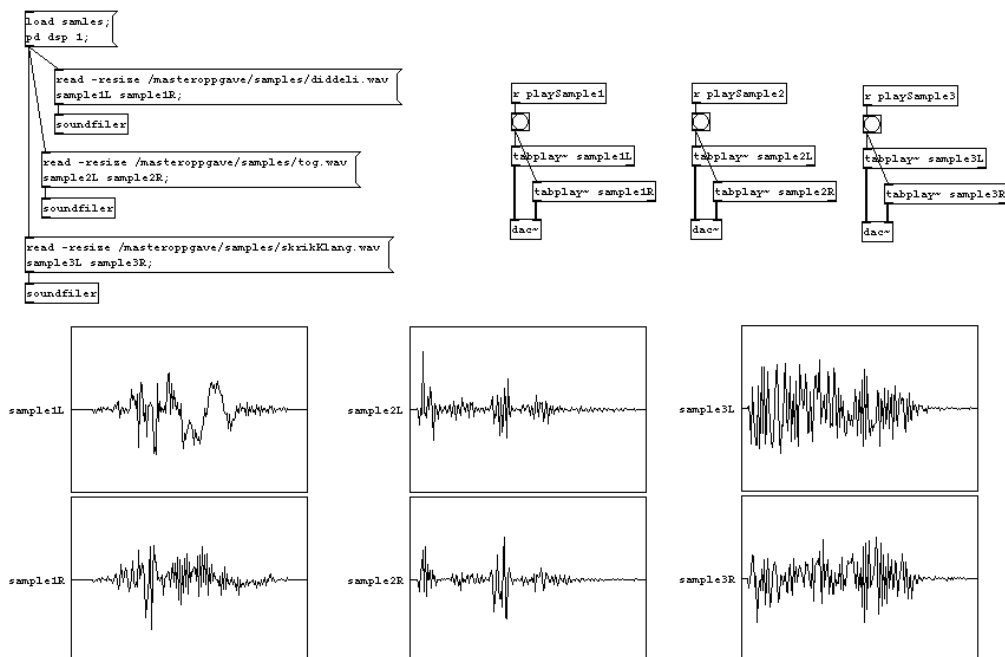 load samles;
pd dsp 1;
read -resize /masteroppgave/samples/diddeli.wav
sample1L sample1R;
soundfiler
read -resize /masteroppgave/samples/tog.wav
sample2L sample2R;
soundfiler
read -resize /masteroppgave/samples/skrikKlang.wav
sample3L sample3R;
soundfiler
r playSample1
tabplay~ sample1L
tabplay~ sample1R
dac~
r playSample2
tabplay~ sample2L
tabplay~ sample2R
dac~
r playSample3
tabplay~ sample3L
tabplay~ sample3R
dac~
sample1L
sample2L
sample3L
sample1R
sample2R
sample3R